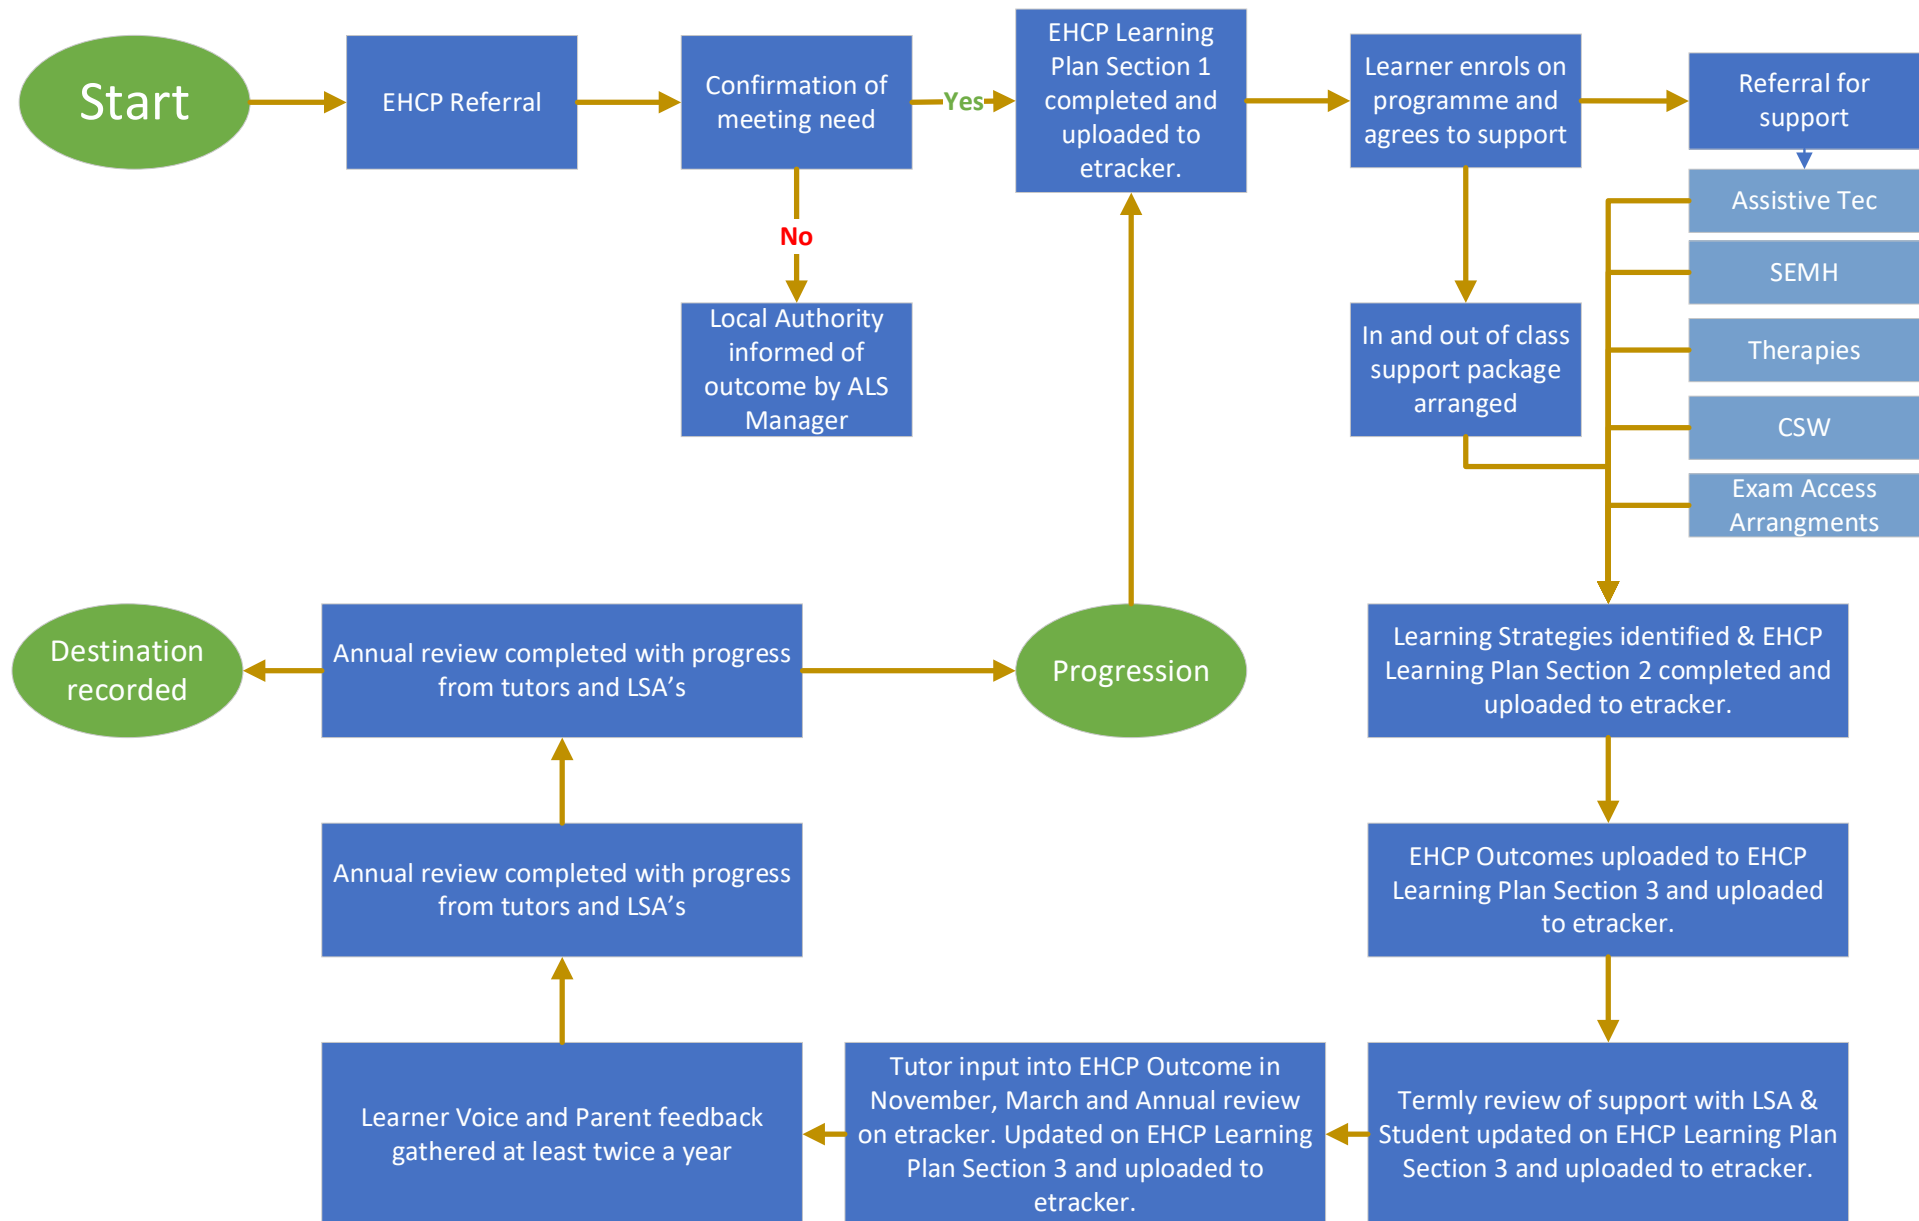 Start
EHCP Referral
Confirmation of
meeting need
Yes
No
Local Authority
informed of
outcome by ALS
Manager
EHCP Learning
Plan Section 1
completed and
uploaded to
etracker.
Learner enrols on
programme and
agrees to support
In and out of class
support package
arranged
Referral for
support
Assistive Tec
SEMH
Therapies
CSW
Exam Access
Arrangments
Learning Strategies identified & EHCP
Learning Plan Section 2 completed and
uploaded to etracker.
EHCP Outcomes uploaded to EHCP
Learning Plan Section 3 and uploaded
to etracker.
Termly review of support with LSA &
Student updated on EHCP Learning Plan
Section 3 and uploaded to etracker.
Tutor input into EHCP Outcome in
November, March and Annual review
on etracker. Updated on EHCP Learning
Plan Section 3 and uploaded to
etracker.
Learner Voice and Parent feedback
gathered at least twice a year
Annual review completed with progress
from tutors and LSA’s
Annual review completed with progress
from tutors and LSA’s
Destination
recorded
Progression